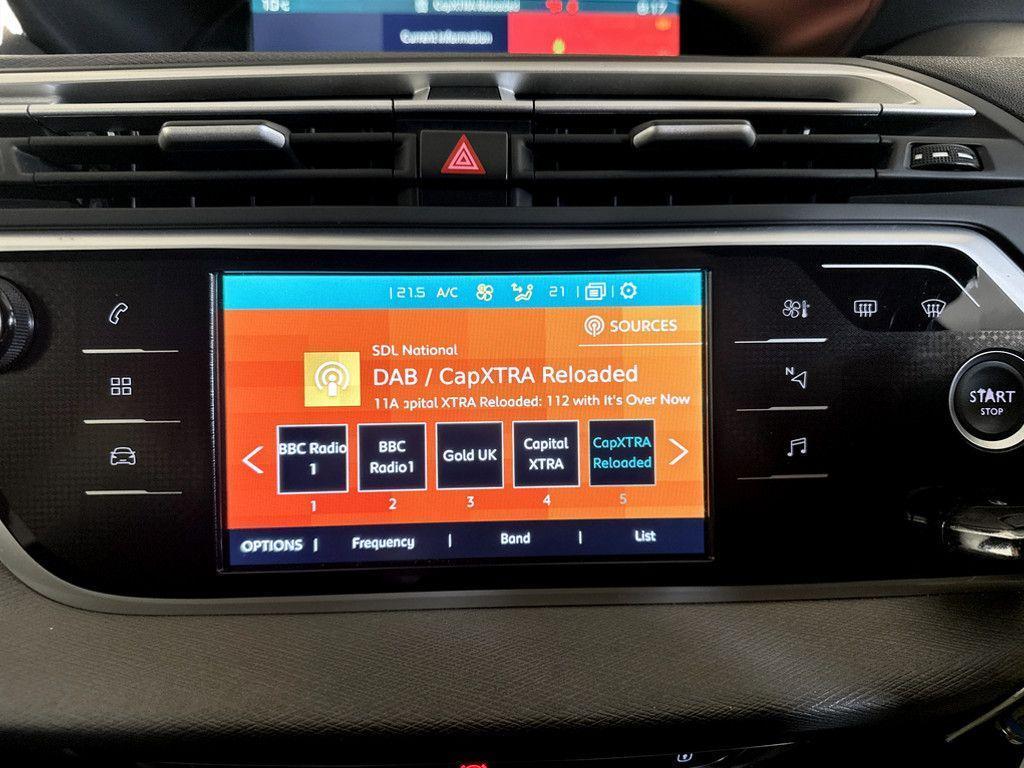 CapXTRA Reloaded
8:17
Current information
21.5 A/C 21
SOURCES
SDL National
DAB / CapXTRA Reloaded
11A apital XTRA Reloaded: 112 with It's Over Now
BBC Radio
1
BBC
Radio1
Gold UK
Capital
XTRA
CapXTRA
Reloaded
1 2 3 4 5
OPTIONS | Frequency | Band | List
N
START
STOP